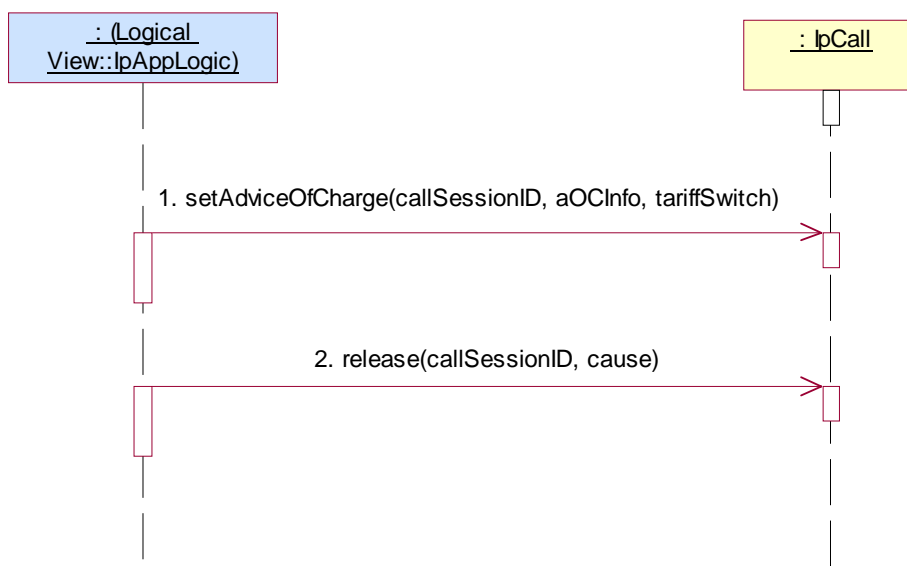 : (Logical
View::IpAppLogic)
: IpCall
1. setAdviceOfCharge(callSessionID, aOCInfo, tariffSwitch)
2. release(callSessionID, cause)